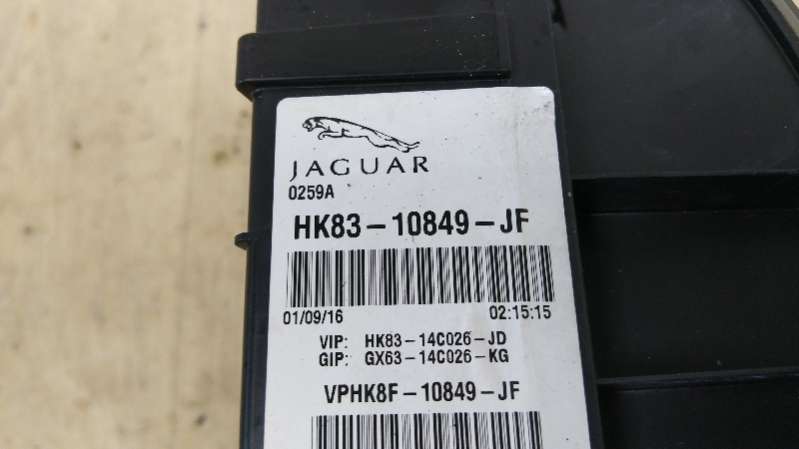 JAGUAR
0259A
HK83-10849-JF
01/09/16 02:15:15
VIP: HK83-14C026-JD
GIP: GX63-14C026-KG
VPHK8F-10849-JF